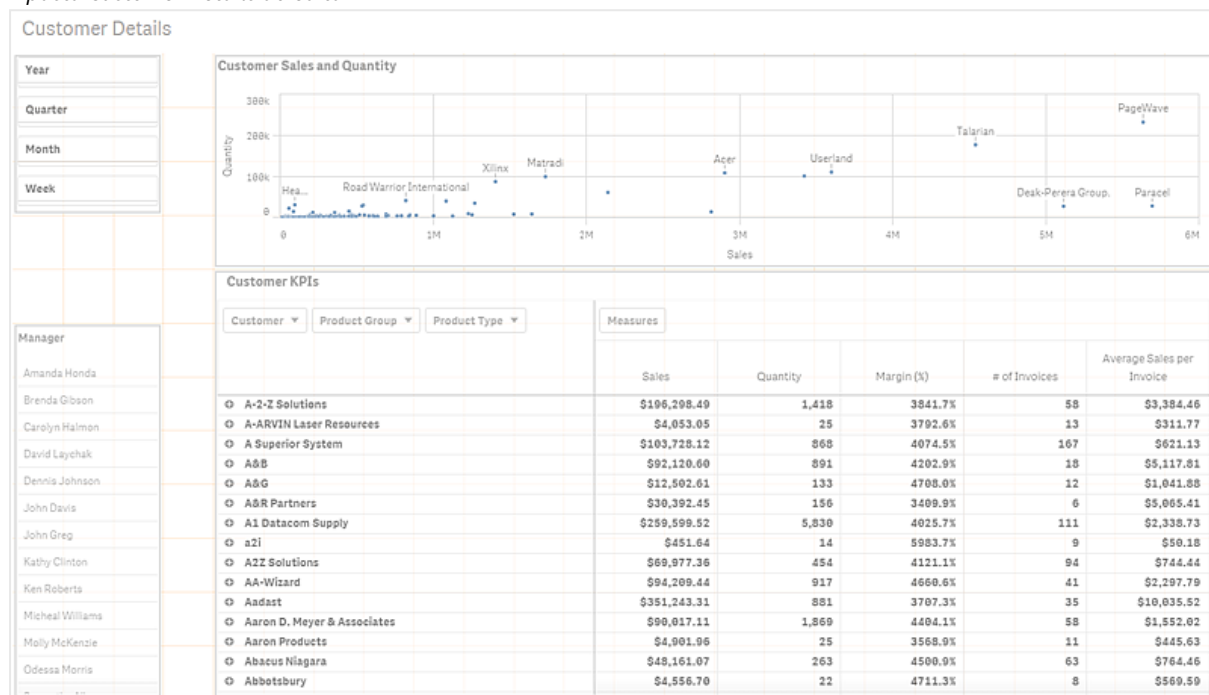 Customer Details
Year
Quarter
Month
Week
Customer Sales and Quantity
300k
200k
100k
0
Quantity
PageWave
Talarian
Acer
Userland
Xilinx
Matradi
Hea...
Road Warrior International
Deak-Perera Group.
Paracel
0 1M 2M 3M 4M 5M 6M
Sales
Manager
Amanda Honda
Brenda Gibson
Carolyn Halmon
David Laychak
Dennis Johnson
John Davis
John Greg
Kathy Clinton
Ken Roberts
Micheal Williams
Molly McKenzie
Odessa Morris
Customer KPIs
Customer Product Group Product Type Measures
Sales Quantity Margin (%) # of Invoices Average Sales per
Invoice
A-2-Z Solutions $196,298.49 1,418 3841.7% 58 $3,384.46
A-ARVIN Laser Resources $4,053.05 25 3792.6% 13 $311.77
A Superior System $103,728.12 868 4074.5% 167 $621.13
A&B $92,120.60 891 4202.9% 18 $5,117.81
A&G $12,502.61 133 4708.0% 12 $1,041.88
A&R Partners $30,392.45 156 3409.9% 6 $5,065.41
A1 Datacom Supply $259,599.52 5,830 4025.7% 111 $2,338.73
a2i $451.64 14 5983.7% 9 $50.18
A2Z Solutions $69,977.36 454 4121.1% 94 $744.44
AA-Wizard $94,209.44 917 4660.6% 41 $2,297.79
Aadast $351,243.31 881 3707.3% 35 $10,035.52
Aaron D. Meyer & Associates $90,017.11 1,869 4404.1% 58 $1,552.02
Aaron Products $4,901.96 25 3568.9% 11 $445.63
Abacus Niagara $48,161.07 263 4500.9% 63 $764.46
Abbotsbury $4,556.70 22 4711.3% 8 $569.59